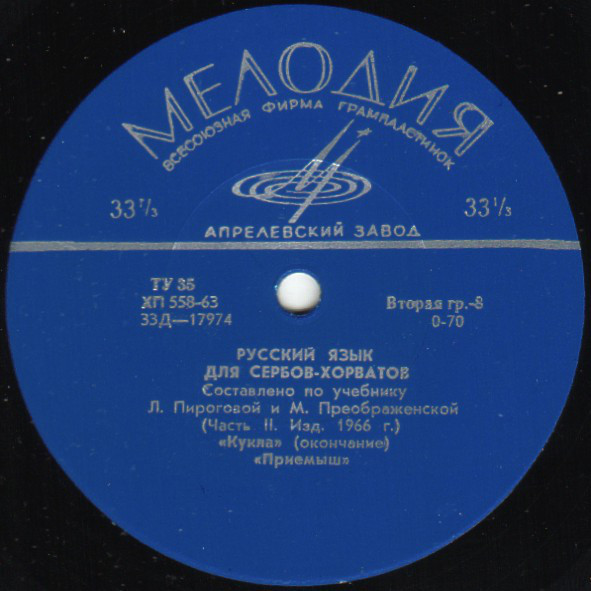 МЕЛОДИЯ
ВСЕСОЮЗНАЯ ФИРМА ГРАМПЛАСТИНОК
33⅓ 33⅓
АПРЕЛЕВСКИЙ ЗАВОД
ТУ 35
ХП 558-63
33Д—17974
Вторая гр.-8
0-70
РУССКИЙ ЯЗЫК
ДЛЯ СЕРБОВ-ХОРВАТОВ
Составлено по учебнику
Л. Пироговой и М. Преображенской
(Часть II. Изд. 1966 г.)
«Кукла» (окончание)
«Приемыш»